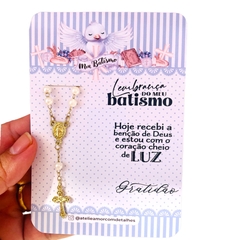 Meu Batismo
Lembrança
DO MEU
batismo
Hoje recebi a
benção de Deus
e estou com o
coração cheio
de LUZ
Gratidão
@atelieamorcomdetalhes